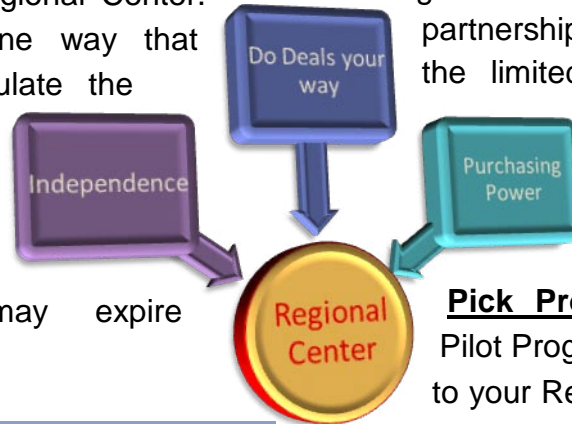 egional Center.
ne way that
ulate the
may expire
Do Deals your
way
Independence
Purchasing
Power
Regional
Center
partnership
the limited
Pick Pr
Pilot Prog
to your Re